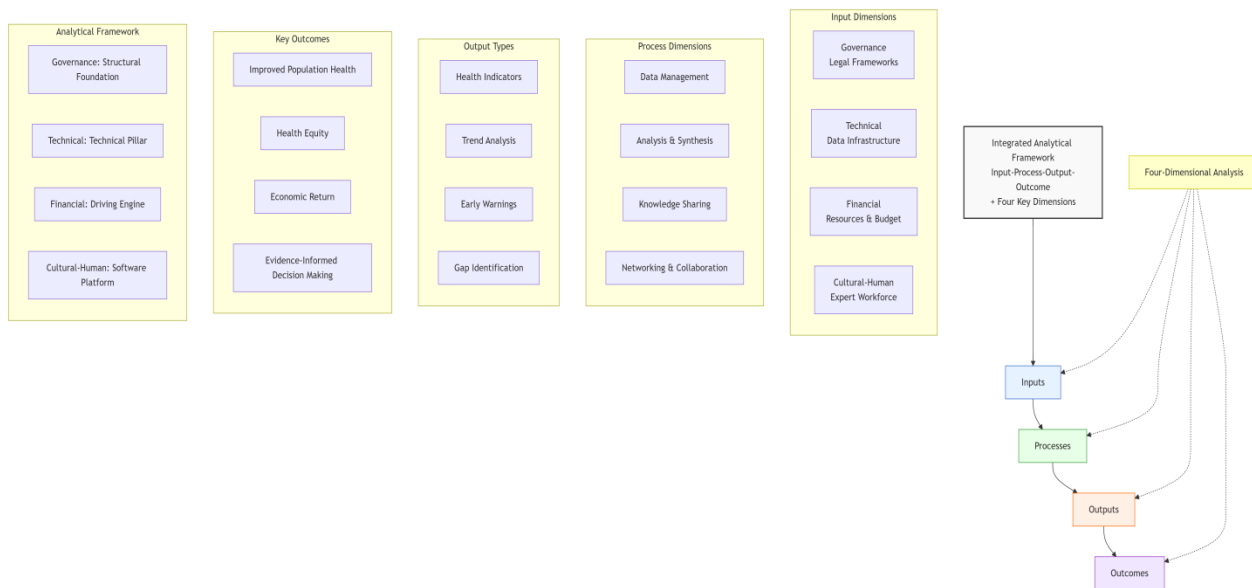 Analytical Framework
Governance: Structural
Foundation
Technical: Technical Pillar
Financial: Driving Engine
Cultural-Human: Software
Platform
Key Outcomes
Improved Population Health
Health Equity
Economic Return
Evidence-Informed
Decision Making
Output Types
Health Indicators
Trend Analysis
Early Warnings
Gap Identification
Process Dimensions
Data Management
Analysis & Synthesis
Knowledge Sharing
Networking & Collaboration
Input Dimensions
Governance
Legal Frameworks
Technical
Data Infrastructure
Financial
Resources & Budget
Cultural-Human
Expert Workforce
Integrated Analytical
Framework
Input-Process-Output-
Outcome
+ Four Key Dimensions
Four-Dimensional Analysis
Inputs
Processes
Outputs
Outcomes